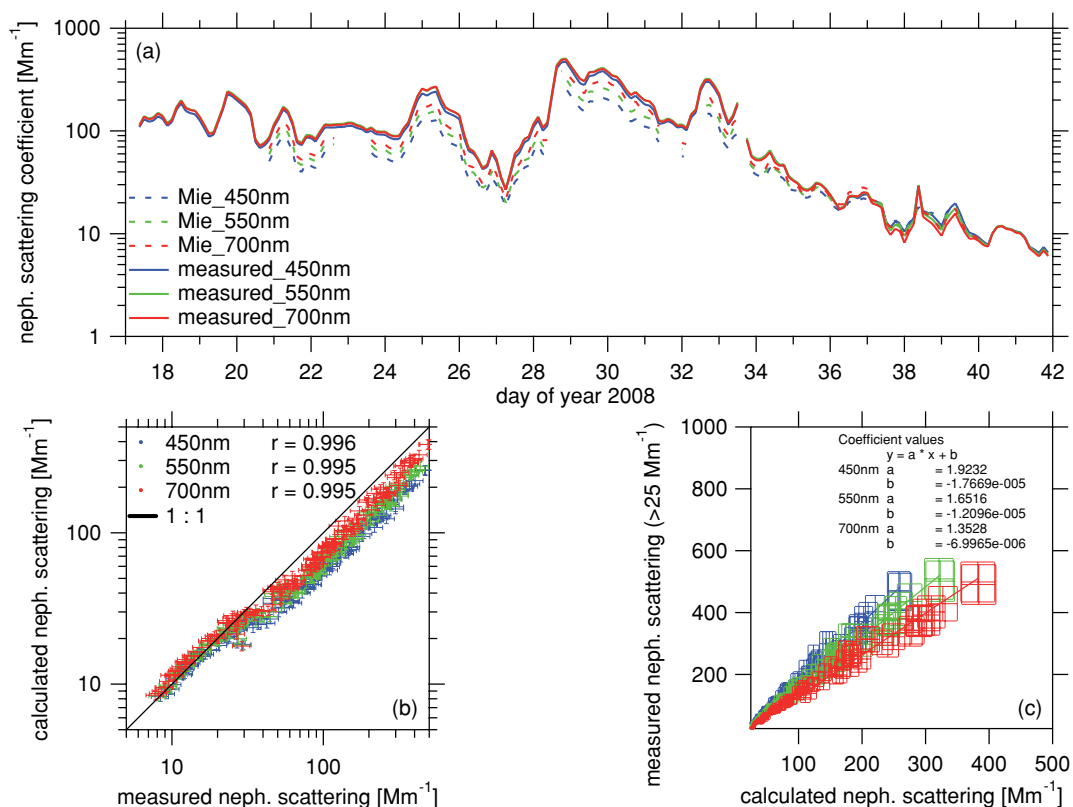 (a)
neph. scattering coefficient [Mm-1]
1000
100
10
1
Mie_450nm
Mie_550nm
Mie_700nm
measured_450nm
measured_550nm
measured_700nm
18 20 22 24 26 28 30 32 34 36 38 40 42
day of year 2008
calculated neph. scattering [Mm-1]
100
10
450nm r = 0.996
550nm r = 0.995
700nm r = 0.995
1 : 1
(b)
10 100
measured neph. scattering [Mm-1]
measured neph. scattering (>25 Mm-1)
1000
800
600
400
200
Coefficient values
y = a * x + b
450nm a = 1.9232
b = -1.7669e-005
550nm a = 1.6516
b = -1.2096e-005
700nm a = 1.3528
b = -6.9965e-006
(c)
100 200 300 400 500
calculated neph. scattering [Mm-1]